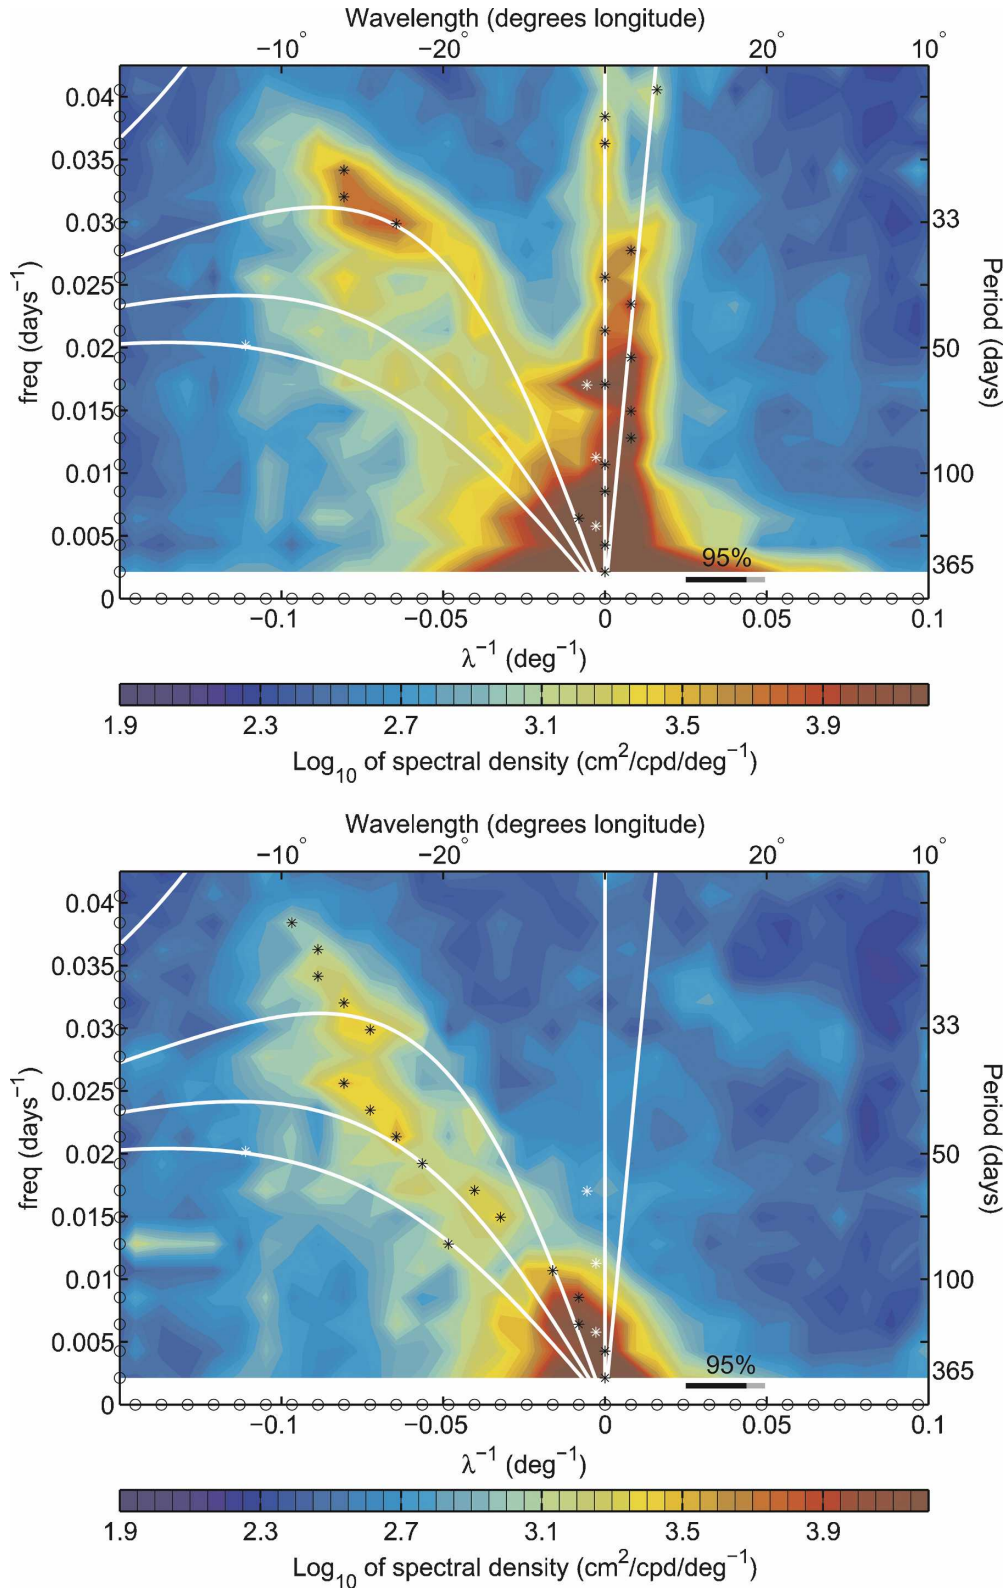 Wavelength (degrees longitude)
−10° −20° 20° 10°
0.04
0.035
0.03
0.025
0.02
0.015
0.01
0.005
0
freq (days−1)
33
50
100
365
Period (days)
95%
−0.1 −0.05 0 0.05 0.1
λ−1 (deg−1)
1.9 2.3 2.7 3.1 3.5 3.9
Log10 of spectral density (cm2/cpd/deg−1)
Wavelength (degrees longitude)
−10° −20° 20° 10°
0.04
0.035
0.03
0.025
0.02
0.015
0.01
0.005
0
freq (days−1)
33
50
100
365
Period (days)
95%
−0.1 −0.05 0 0.05 0.1
λ−1 (deg−1)
1.9 2.3 2.7 3.1 3.5 3.9
Log10 of spectral density (cm2/cpd/deg−1)